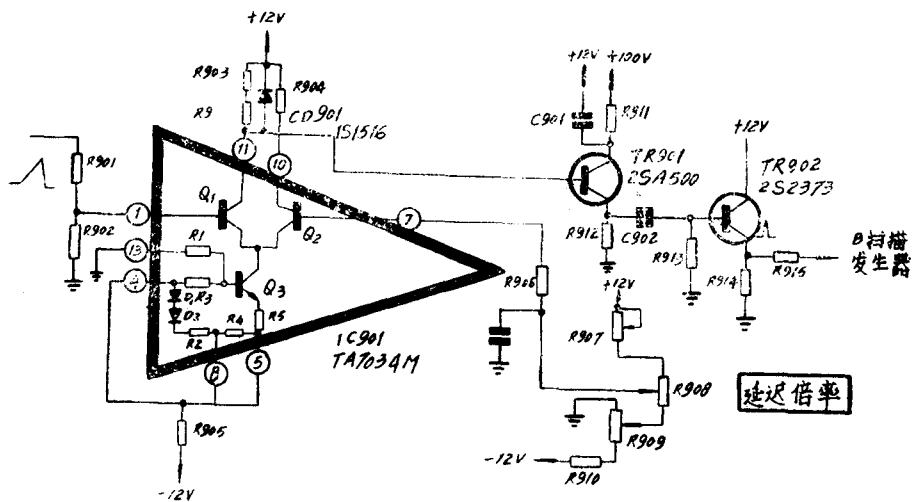 +12V
R903
R904
R9
CD901
1S1516
11
10
R901
R902
1
13
Q1
Q2
7
R1
R3
D1
D3
Q3
R2
R4
R5
8
5
1C901
TA7034M
R905
-12V
+12V
+100V
C901
R911
TR901
2SA500
R912
C902
R913
+12V
TR902
2S2373
R914
R915
B扫描
发生器
R906
+12V
R907
R908
R909
R910
-12V
延迟倍率